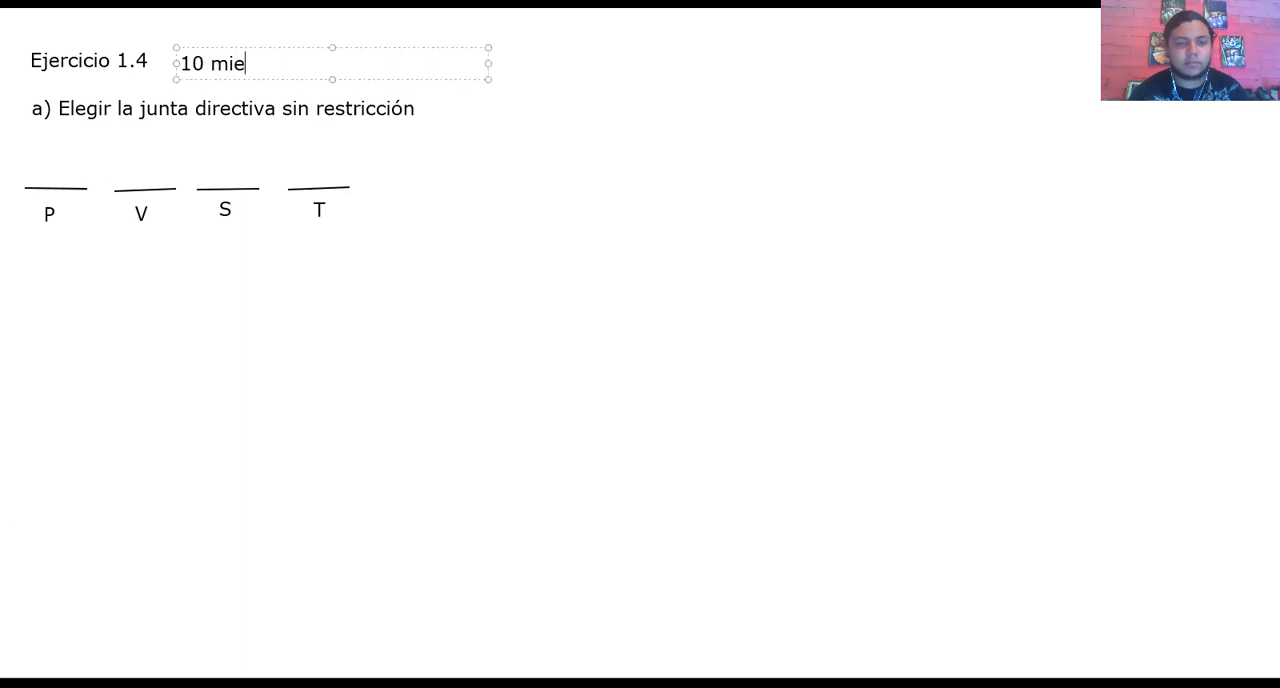 Ejercicio 1.4 10 mie
a) Elegir la junta directiva sin restricción
P V S T